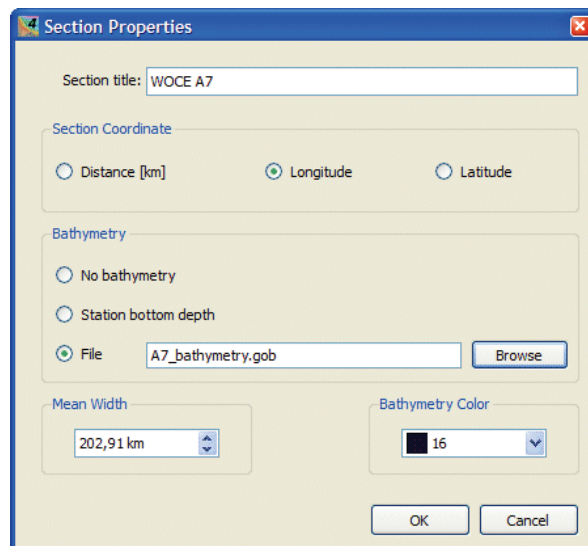 4 Section Properties
Section title: WOCE A7
Section Coordinate
Distance [km] Longitude Latitude
Bathymetry
No bathymetry
Station bottom depth
File A7_bathymetry.gob Browse
Mean Width Bathymetry Color
202,91 km 16
OK Cancel